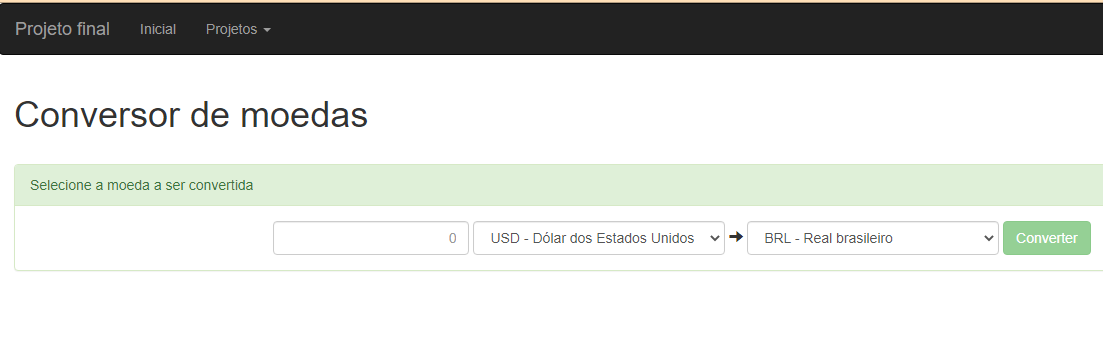 Projeto final Inicial Projetos
Conversor de moedas
Selecione a moeda a ser convertida
0 USD - Dólar dos Estados Unidos BRL - Real brasileiro Converter